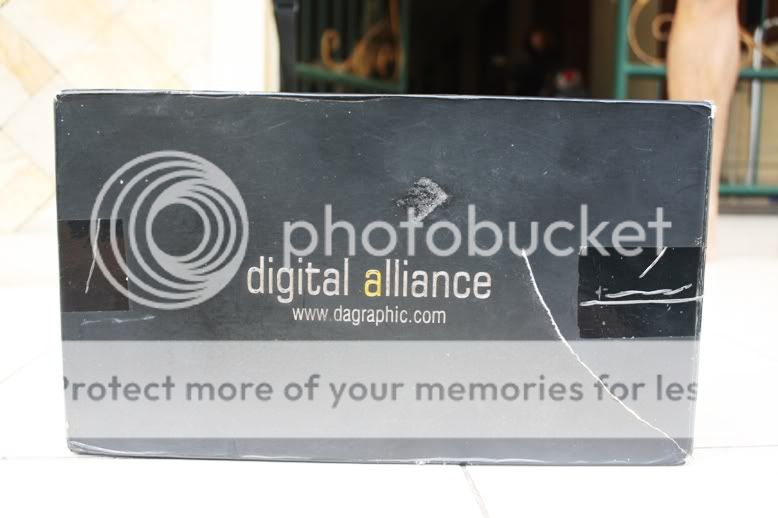 photobucket
digital alliance
www.dagraphic.com
Protect more of your memories for les